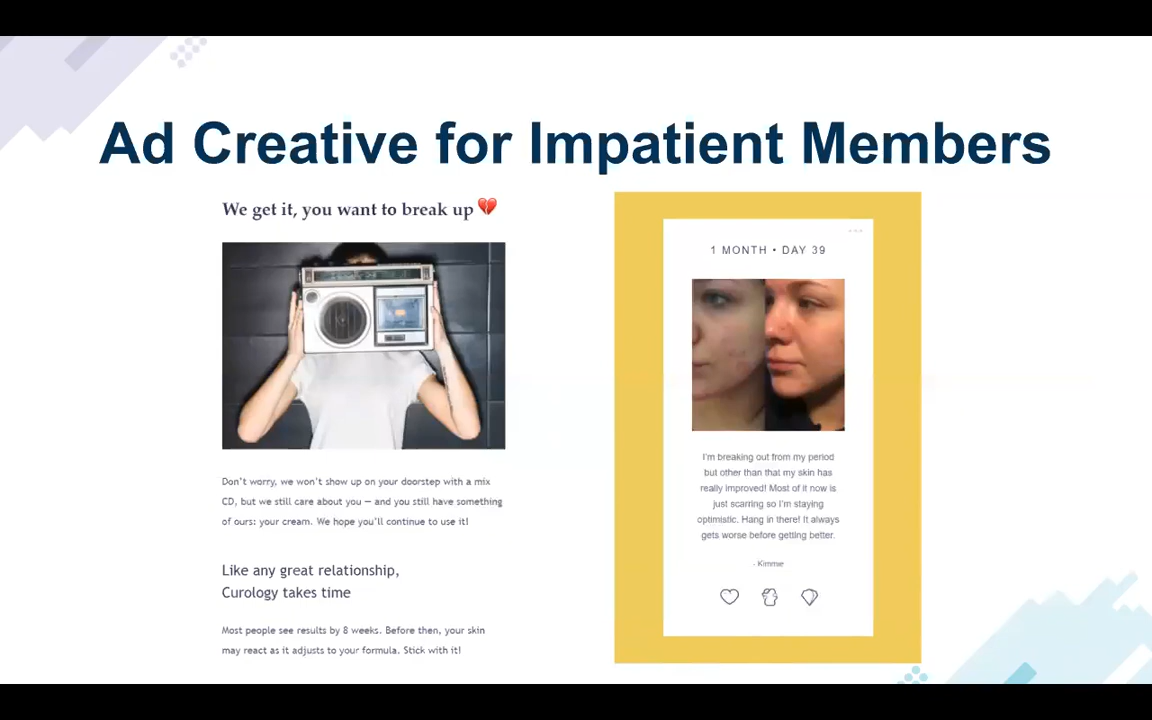 Ad Creative for Impatient Members
We get it, you want to break up 💔
Don't worry, we won't show up on your doorstep with a mix
CD, but we still care about you — and you still have something
of ours: your cream. We hope you'll continue to use it!
Like any great relationship,
Curology takes time
Most people see results by 8 weeks. Before then, your skin
may react as it adjusts to your formula. Stick with it!
1 MONTH • DAY 39
I'm breaking out from my period
but other than that my skin has
really improved! Most of it now is
just scarring so I'm staying
optimistic. Hang in there! It always
gets worse before getting better.
- Kimmie